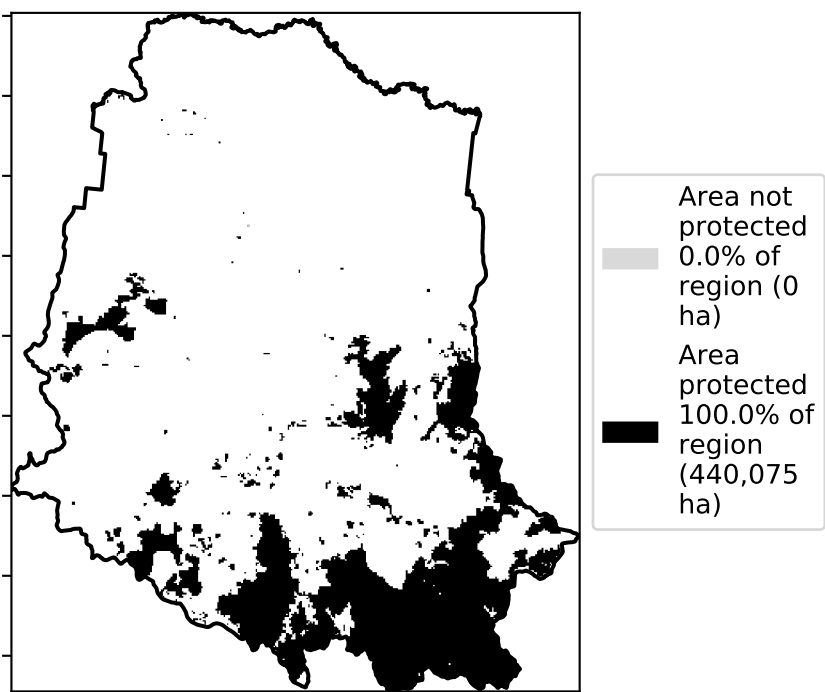 Area not
protected
0.0% of
region (0
ha)
Area
protected
100.0% of
region
(440,075
ha)